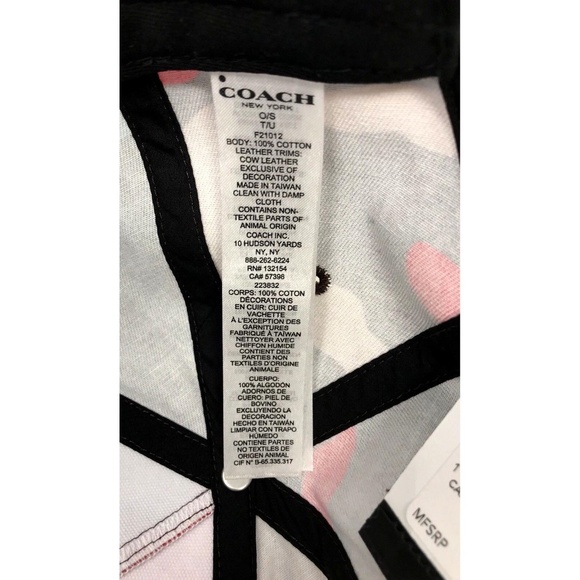 COACH
NEW YORK
O/S
T/U
F21012
BODY: 100% COTTON
LEATHER TRIMS:
COW LEATHER
EXCLUSIVE OF
DECORATION
MADE IN TAIWAN
CLEAN WITH DAMP
CLOTH
CONTAINS NON-
TEXTILE PARTS OF
ANIMAL ORIGIN
COACH INC.
10 HUDSON YARDS
NY, NY
888-262-6224
RN# 132154
CA# 57398
223832
CORPS: 100% COTON
DÉCORATIONS
EN CUIR: CUIR DE
VACHETTE
À L'EXCEPTION DES
GARNITURES
FABRIQUÉ À TAÏWAN
NETTOYER AVEC
CHIFFON HUMIDE
CONTIENT DES
PARTIES NON
TEXTILES D'ORIGINE
ANIMALE
CUERPO:
100% ALGODÓN
ADORNOS DE
CUERO: PIEL DE
BOVINO
EXCLUYENDO LA
DECORACIÓN
HECHO EN TAIWÁN
LIMPIAR CON TRAPO
HÚMEDO
CONTIENE PARTES
NO TEXTILES DE
ORIGEN ANIMAL
CIF N° B-65.335.317
MFSRP